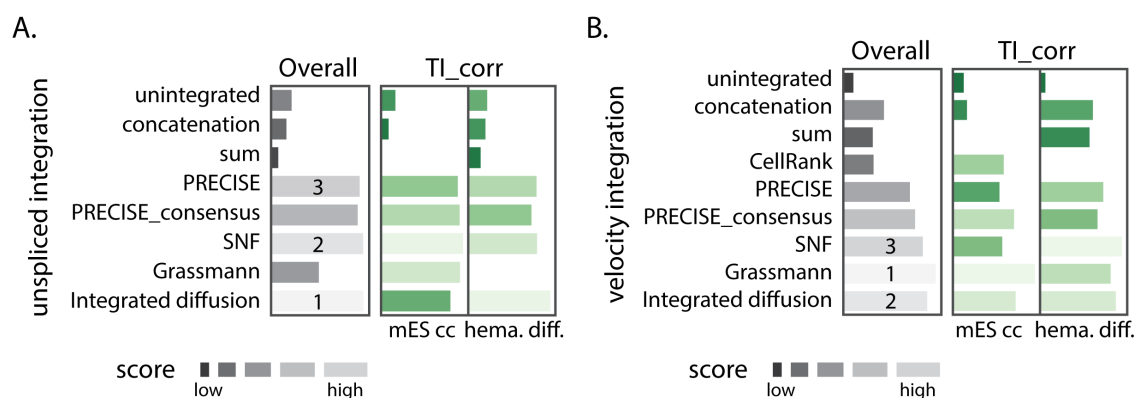 A.
Overall
TI_corr
unspliced integration
unintegrated
concatenation
sum
PRECISE
3
PRECISE_consensus
SNF
2
Grassmann
Integrated diffusion
1
mES cc
hema. diff.
score
low
high
B.
Overall
TI_corr
velocity integration
unintegrated
concatenation
sum
CellRank
PRECISE
PRECISE_consensus
SNF
3
Grassmann
1
Integrated diffusion
2
mES cc
hema. diff.
score
low
high